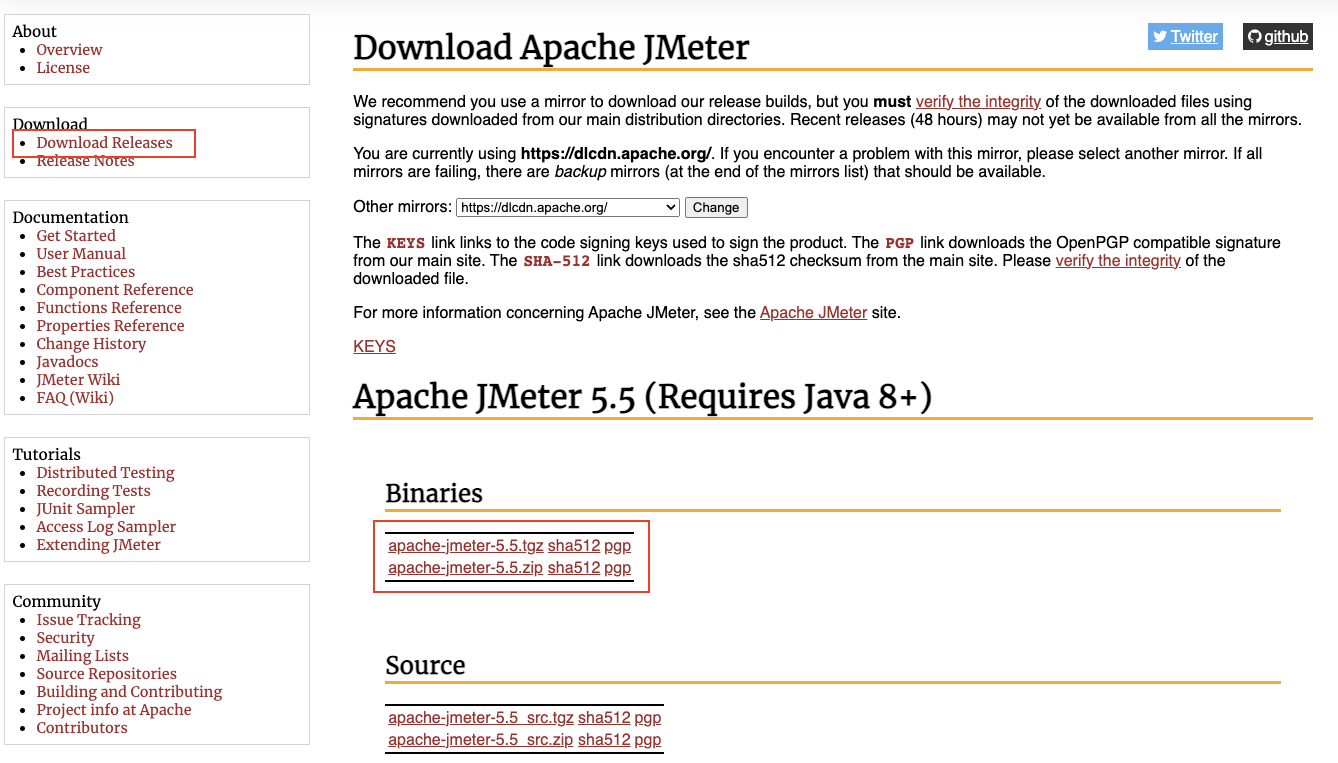 About
Overview
License
Download
Download Releases
Release Notes
Documentation
Get Started
User Manual
Best Practices
Component Reference
Functions Reference
Properties Reference
Change History
Javadocs
JMeter Wiki
FAQ (Wiki)
Tutorials
Distributed Testing
Recording Tests
JUnit Sampler
Access Log Sampler
Extending JMeter
Community
Issue Tracking
Security
Mailing Lists
Source Repositories
Building and Contributing
Project info at Apache
Contributors
Twitter
github
Download Apache JMeter
We recommend you use a mirror to download our release builds, but you must verify the integrity of the downloaded files using
signatures downloaded from our main distribution directories. Recent releases (48 hours) may not yet be available from all the mirrors.
You are currently using https://dlcdn.apache.org/. If you encounter a problem with this mirror, please select another mirror. If all
mirrors are failing, there are backup mirrors (at the end of the mirrors list) that should be available.
Other mirrors: https://dlcdn.apache.org/ Change
The KEYS link links to the code signing keys used to sign the product. The PGP link downloads the OpenPGP compatible signature
from our main site. The SHA-512 link downloads the sha512 checksum from the main site. Please verify the integrity of the
downloaded file.
For more information concerning Apache JMeter, see the Apache JMeter site.
KEYS
Apache JMeter 5.5 (Requires Java 8+)
Binaries
apache-jmeter-5.5.tgz sha512 pgp
apache-jmeter-5.5.zip sha512 pgp
Source
apache-jmeter-5.5_src.tgz sha512 pgp
apache-jmeter-5.5_src.zip sha512 pgp